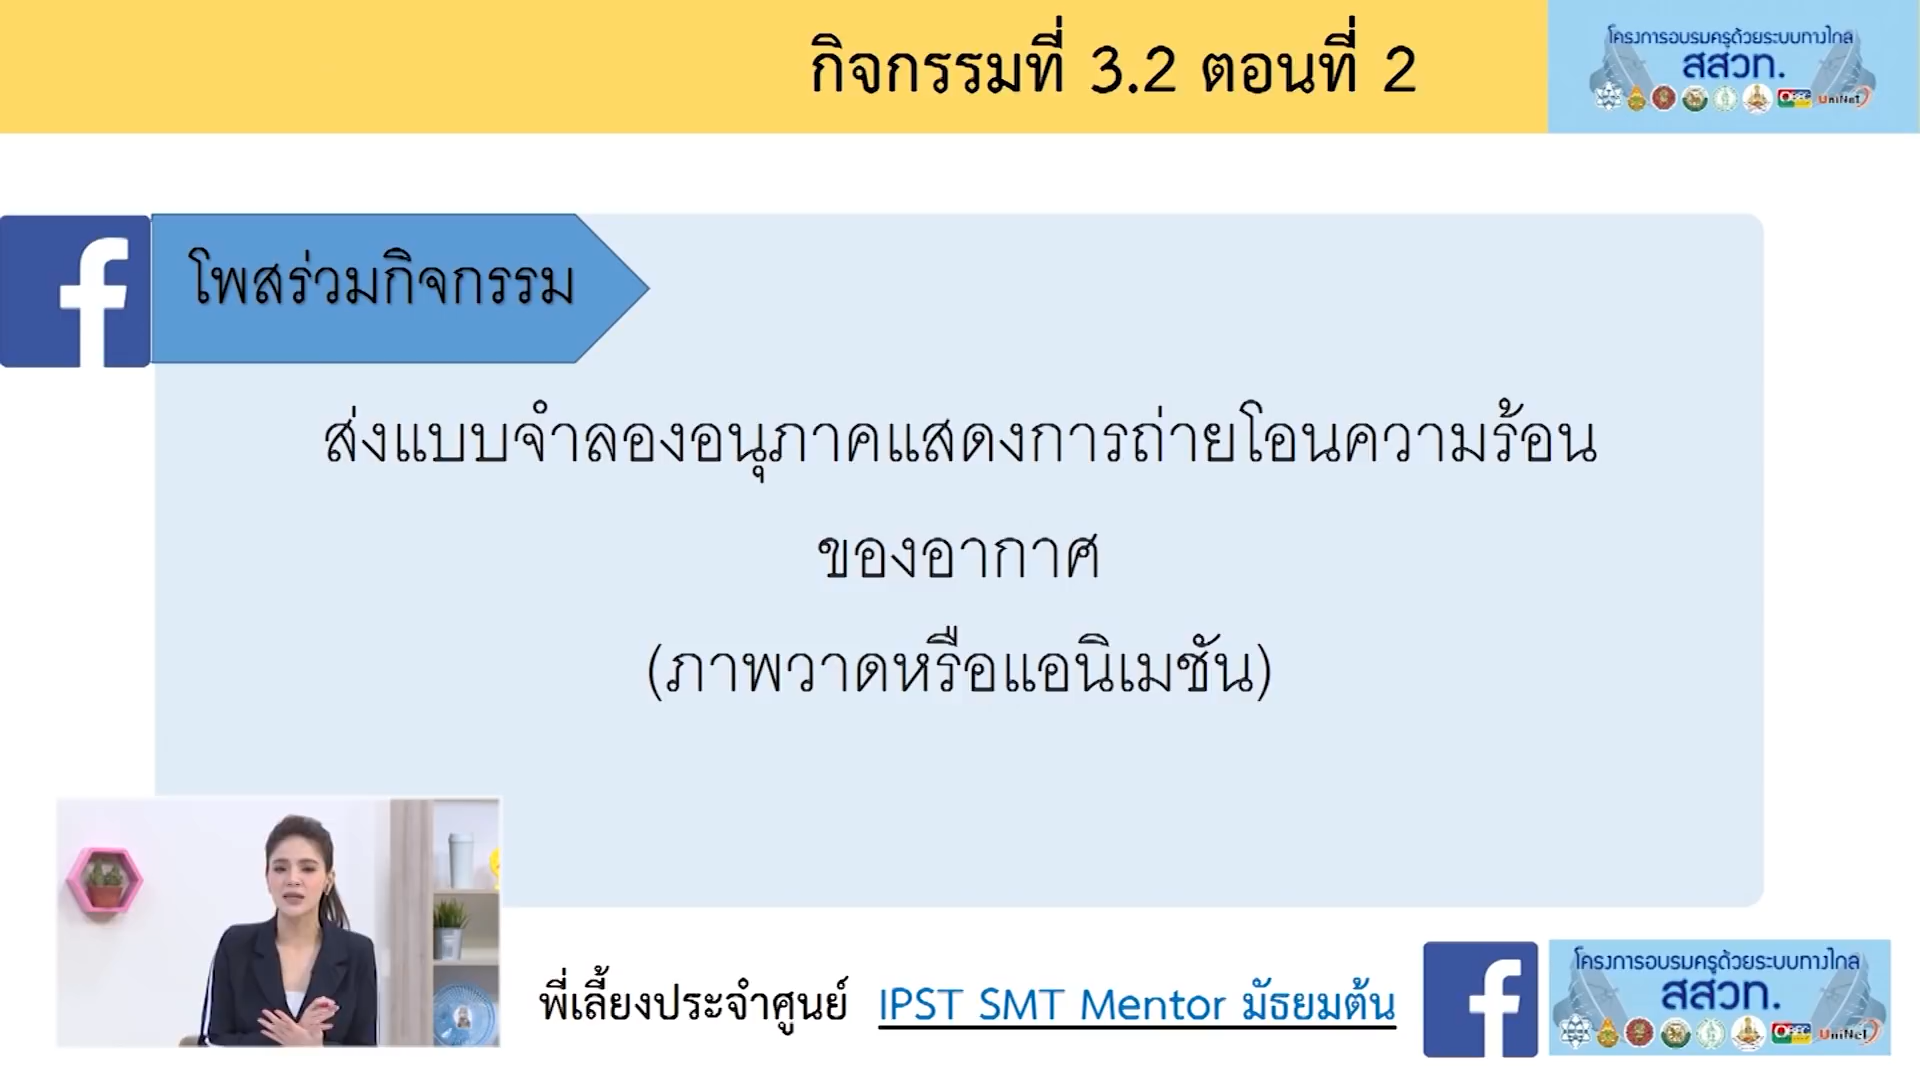 กิจกรรมที่ 3.2 ตอนที่ 2
โครงการอบรมครูด้วยระบบทางไกล
สสวท.
UniNet
โพสร่วมกิจกรรม
ส่งแบบจำลองอนุภาคแสดงการถ่ายโอนความร้อน
ของอากาศ
(ภาพวาดหรือแอนิเมชัน)
พี่เลี้ยงประจำศูนย์ IPST SMT Mentor มัธยมต้น
โครงการอบรมครูด้วยระบบทางไกล
สสวท.
UniNet